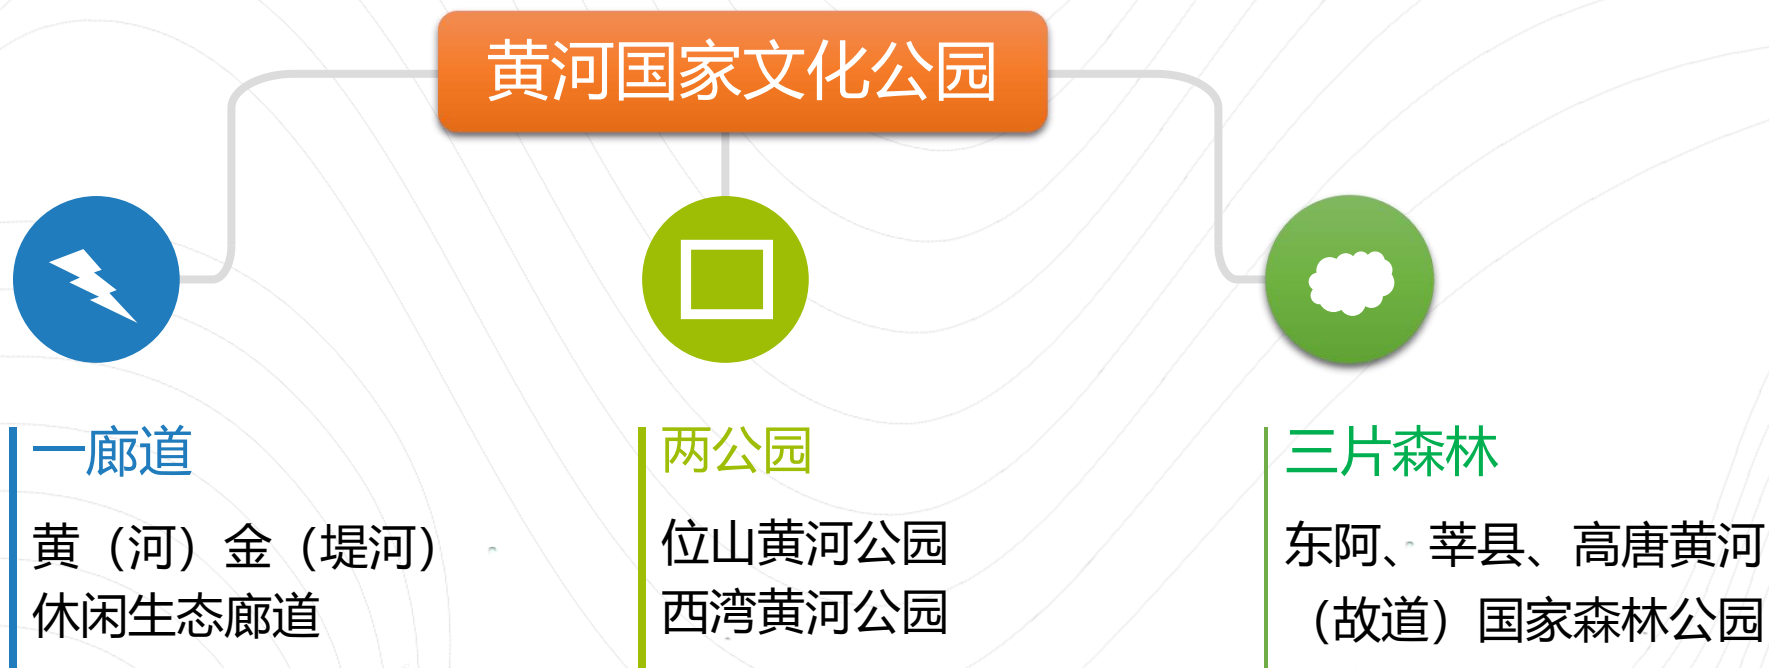 黄河国家文化公园
一廊道
黄（河）金（堤河）
休闲生态廊道
两公园
位山黄河公园
西湾黄河公园
三片森林
东阿、莘县、高唐黄河
（故道）国家森林公园